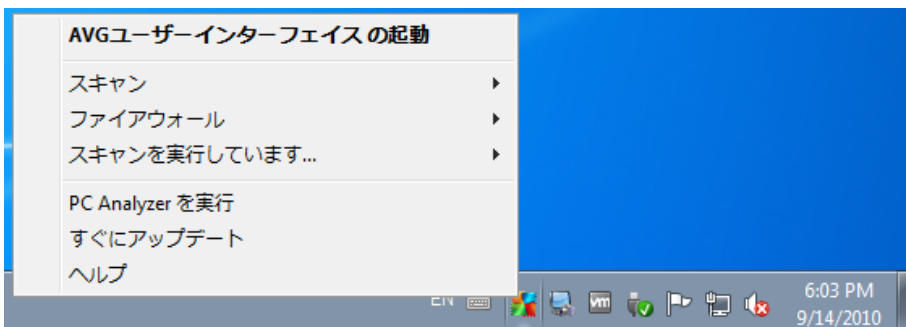 AVGユーザーインターフェイスの起動
スキャン
ファイアウォール
スキャンを実行しています...
PC Analyzer を実行
すぐにアップデート
ヘルプ
EN
vm
6:03 PM
9/14/2010